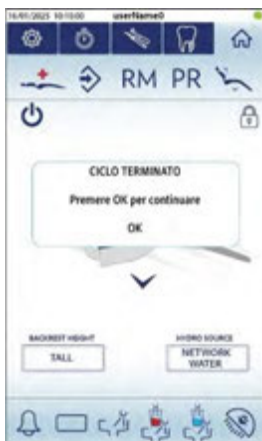 16/01/2025 10:10:00 userName0
RM PR
CICLO TERMINATO
Premere OK per continuare
OK
BACKREST HEIGHT
TALL
HYDRO SOURCE
NETWORK
WATER